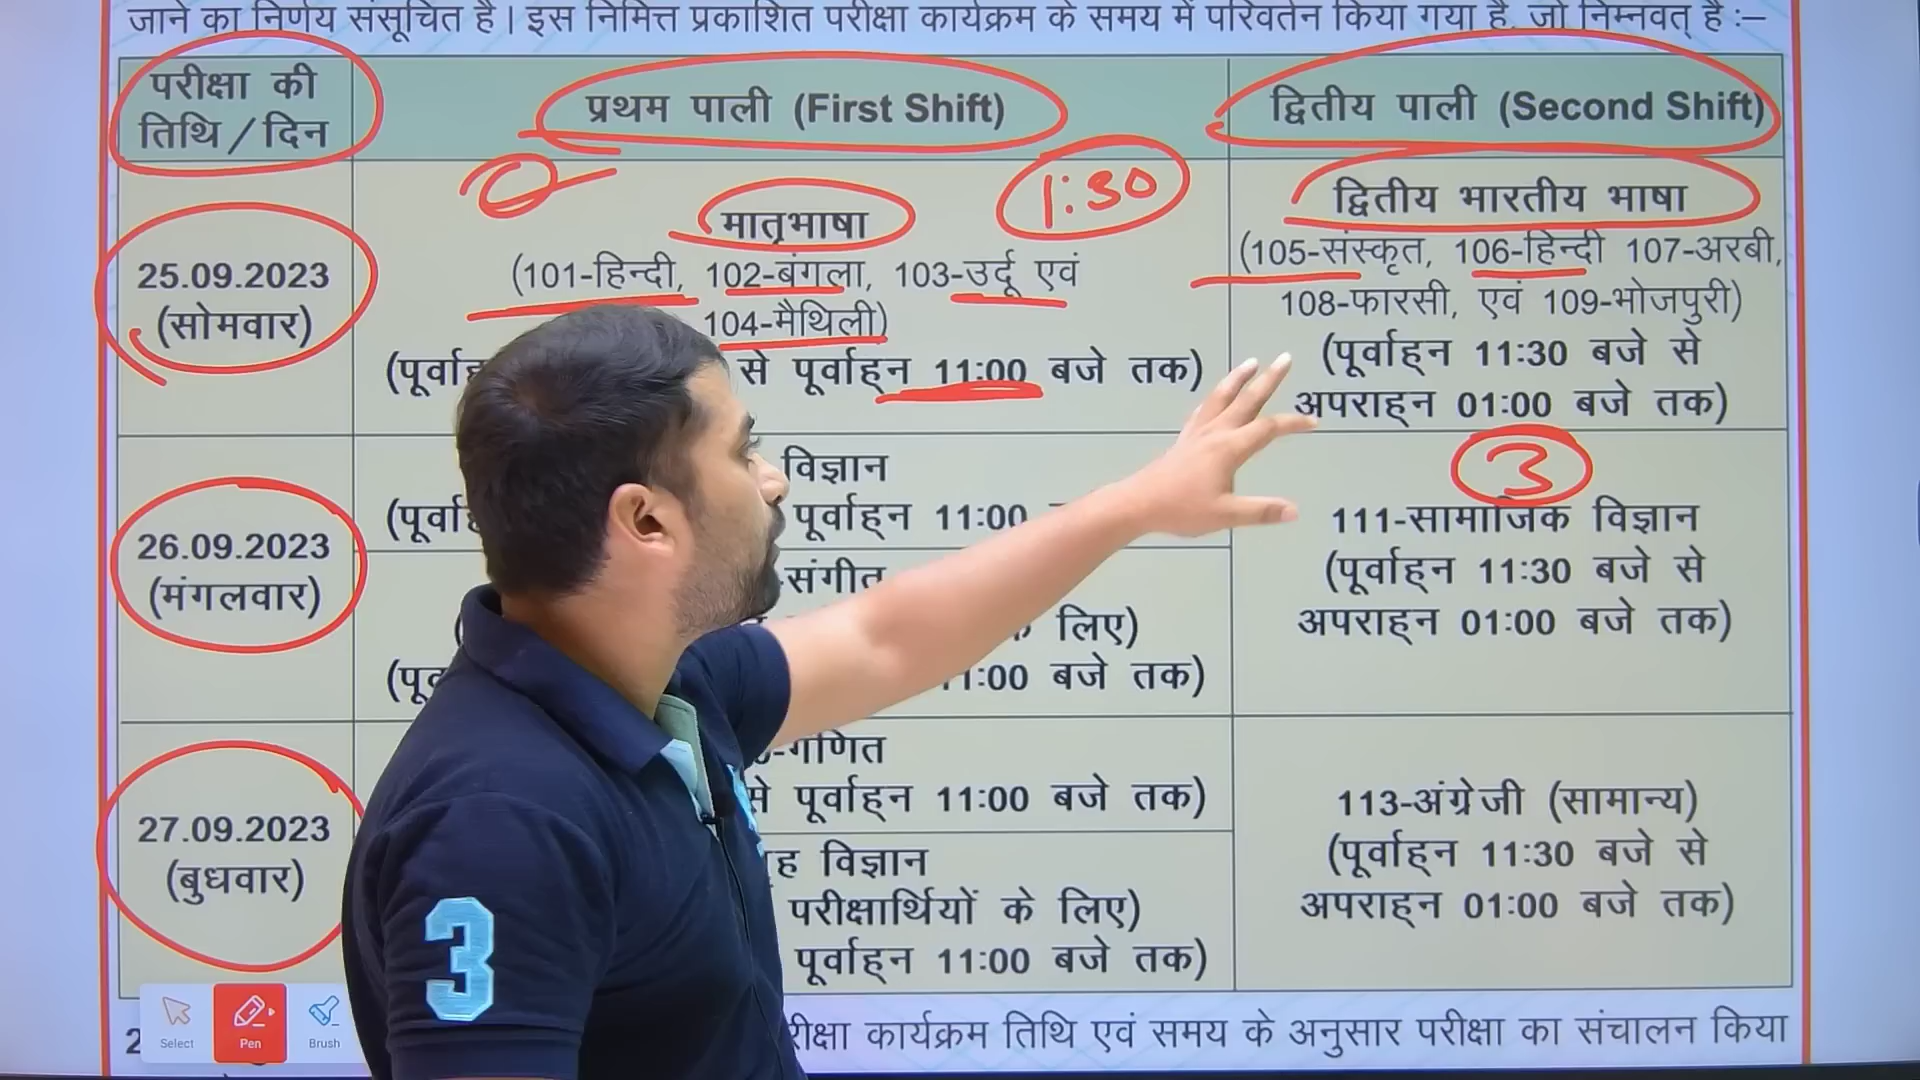 जाने का निर्णय संसूचित है। इस निमित्त प्रकाशित परीक्षा कार्यक्रम के समय में परिवर्तन किया गया है, जो निम्नवत् है :–
परीक्षा की
तिथि / दिन
प्रथम पाली (First Shift)
द्वितीय पाली (Second Shift)
25.09.2023
(सोमवार)
1:30
मातृभाषा
(101-हिन्दी, 102-बंगला, 103-उर्दू एवं
104-मैथिली)
से पूर्वाह्न 11:00 बजे तक)
द्वितीय भारतीय भाषा
(105-संस्कृत, 106-हिन्दी 107-अरबी,
108-फारसी, एवं 109-भोजपुरी)
(पूर्वाह्न 11:30 बजे से
अपराह्न 01:00 बजे तक)
26.09.2023
(मंगलवार)
विज्ञान
पूर्वाह्न 11:00
संगीत
लिए)
बजे तक)
3
111-सामाजिक विज्ञान
(पूर्वाह्न 11:30 बजे से
अपराह्न 01:00 बजे तक)
27.09.2023
(बुधवार)
-गणित
से पूर्वाह्न 11:00 बजे तक)
विज्ञान
परीक्षार्थियों के लिए)
पूर्वाह्न 11:00 बजे तक)
113-अंग्रेजी (सामान्य)
(पूर्वाह्न 11:30 बजे से
अपराह्न 01:00 बजे तक)
3
Select
Pen
Brush
2
कार्यक्रम तिथि एवं समय के अनुसार परीक्षा का संचालन किया